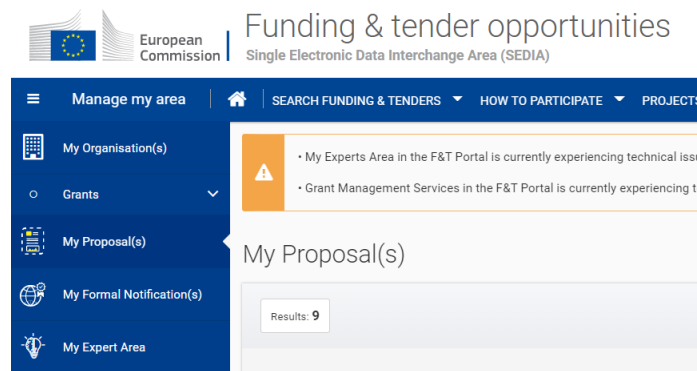 European
Commission
Funding & tender opportunities
Single Electronic Data Interchange Area (SEDIA)
Manage my area
SEARCH FUNDING & TENDERS
HOW TO PARTICIPATE
PROJECTS
My Organisation(s)
Grants
My Proposal(s)
My Formal Notification(s)
My Expert Area
• My Experts Area in the F&T Portal is currently experiencing technical
• Grant Management Services in the F&T Portal is currently experiencing
My Proposal(s)
Results: 9